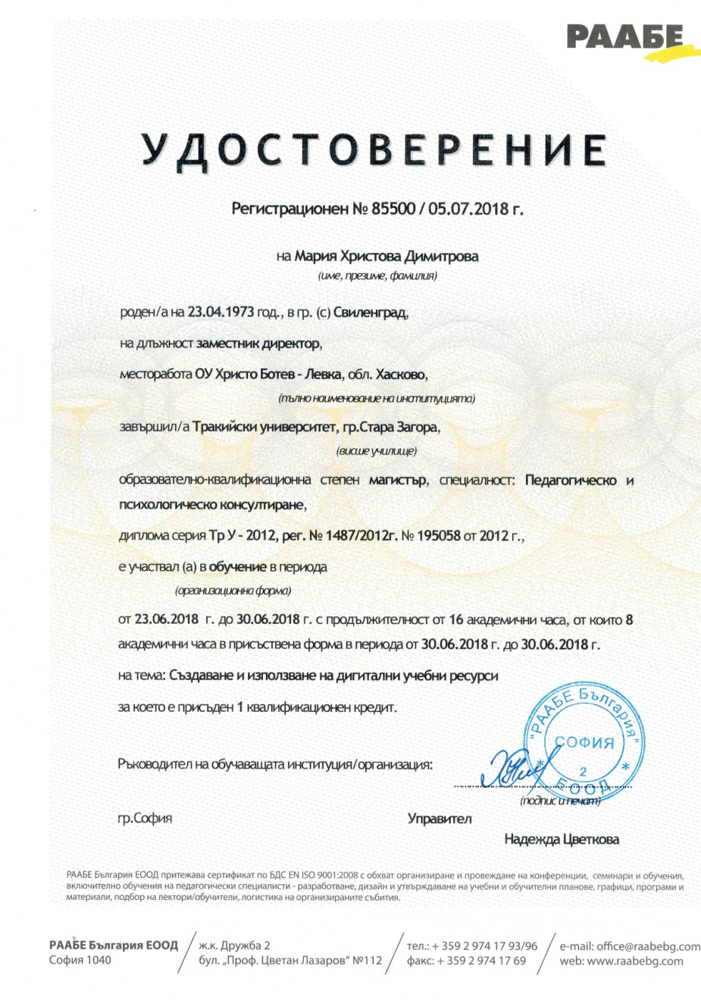 РААБЕ
УДОСТОВЕРЕНИЕ
Регистрационен № 85500 / 05.07.2018 г.
на Мария Христова Димитрова
(име, презиме, фамилия)
роден/а на 23.04.1973 год., в гр. (с) Свиленград,
на длъжност заместник директор,
месторабота ОУ Христо Ботев - Левка, обл. Хасково,
(пълно наименование на институцията)
завършил/а Тракийски университет, гр.Стара Загора,
(висше училище)
образователно-квалификационна степен магистър, специалност: Педагогическо и
психологическо консултиране,
диплома серия Тр У - 2012, рег. № 1487/2012г. № 195058 от 2012 г.,
е участвал (а) в обучение в периода
(организационна форма)
от 23.06.2018 г. до 30.06.2018 г. с продължителност от 16 академични часа, от които 8
академични часа в присъствена форма в периода от 30.06.2018 г. до 30.06.2018 г.
на тема: Създаване и използване на дигитални учебни ресурси
за което е присъден 1 квалификационен кредит.
"РААБЕ България"
СОФИЯ
2
* ЕООД *
Ръководител на обучаващата институция/организация:
(подпис и печат)
гр.София
Управител
Надежда Цветкова
РААБЕ България ЕООД притежава сертификат по БДС EN ISO 9001:2008 с обхват организиране и провеждане на конференции, семинари и обучения,
включително обучения на педагогически специалисти - разработване, дизайн и утвърждаване на учебни и обучителни планове, графици, програми и
материали, подбор на лектори/обучители, логистика на организираните събития.
РААБЕ България ЕООД
София 1040
ж.к. Дружба 2
бул. „Проф. Цветан Лазаров" №112
тел.: + 359 2 974 17 93/96
факс: + 359 2 974 17 69
e-mail: office@raabebg.com
web: www.raabebg.com